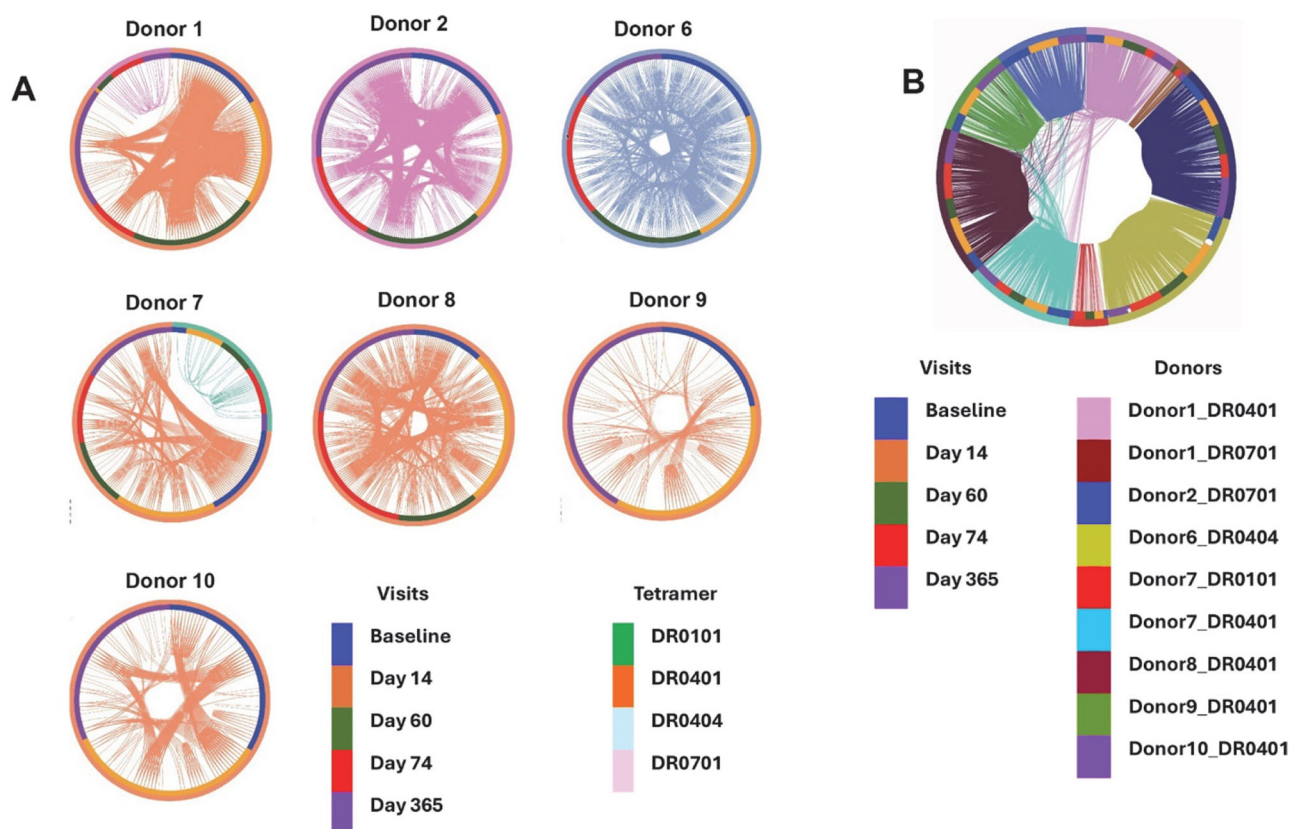 A
Donor 1
Donor 2
Donor 6
Donor 7
Donor 8
Donor 9
Donor 10
Visits
Baseline
Day 14
Day 60
Day 74
Day 365
Tetramer
DR0101
DR0401
DR0404
DR0701
B
Visits
Baseline
Day 14
Day 60
Day 74
Day 365
Donors
Donor1_DR0401
Donor1_DR0701
Donor2_DR0701
Donor6_DR0404
Donor7_DR0101
Donor7_DR0401
Donor8_DR0401
Donor9_DR0401
Donor10_DR0401